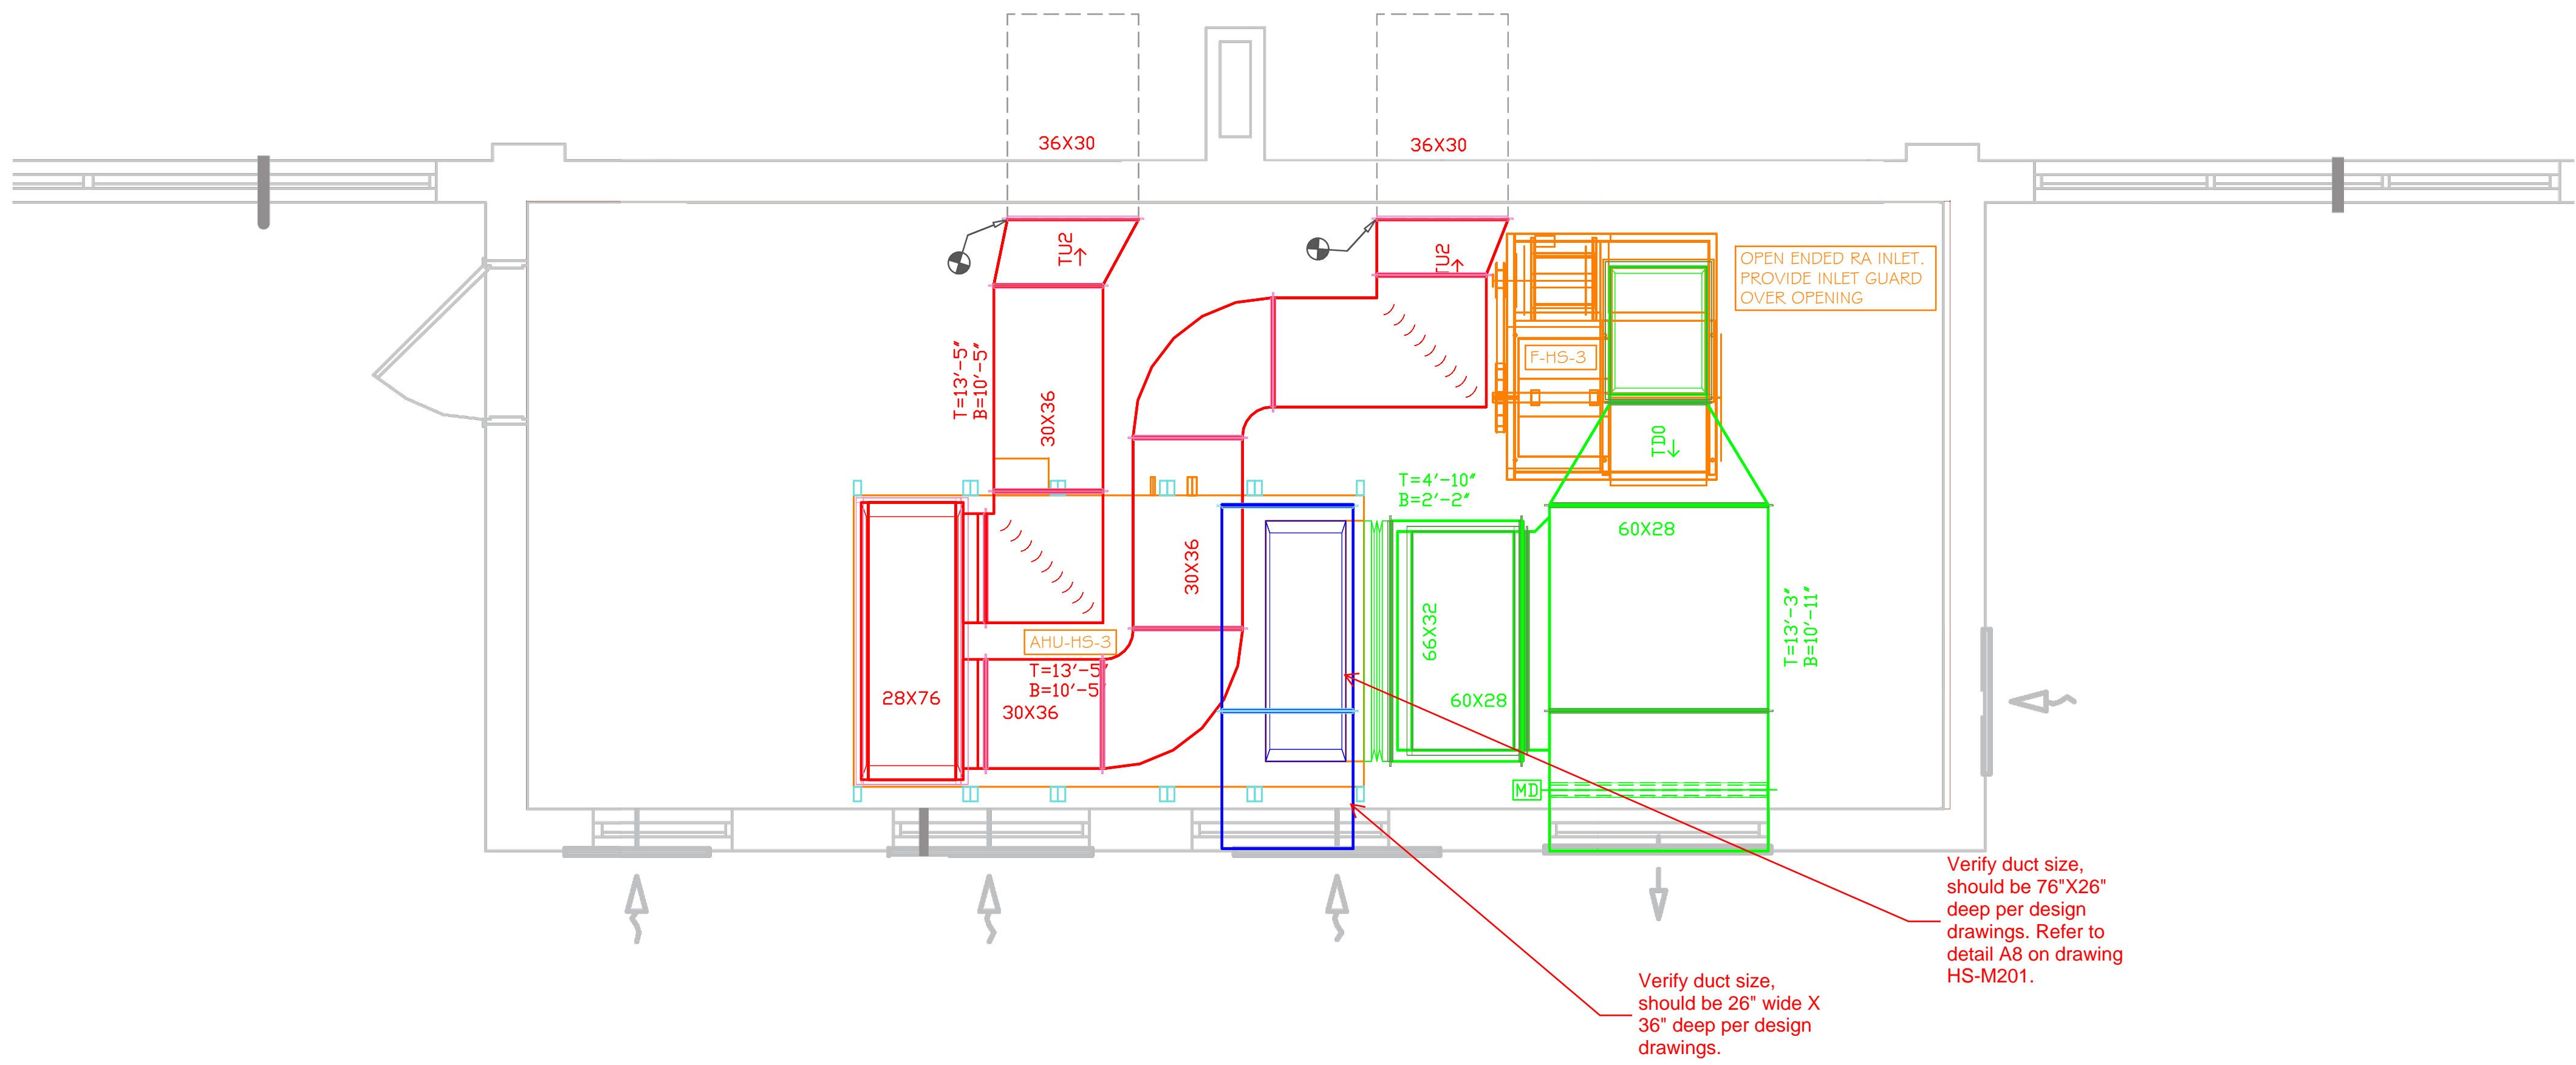 36X30
36X30
TU2
TU2
OPEN ENDED RA INLET.
PROVIDE INLET GUARD
OVER OPENING
F-HS-3
T=13'-5"
B=10'-5"
30X36
TDO
T=4'-10"
B=2'-2"
60X28
30X36
66X32
T=13'-3"
B=10'-11"
AHU-HS-3
T=13'-5"
B=10'-5"
28X76
30X36
60X28
MD
Verify duct size,
should be 76"X26"
deep per design
drawings. Refer to
detail A8 on drawing
HS-M201.
Verify duct size,
should be 26" wide X
36" deep per design
drawings.